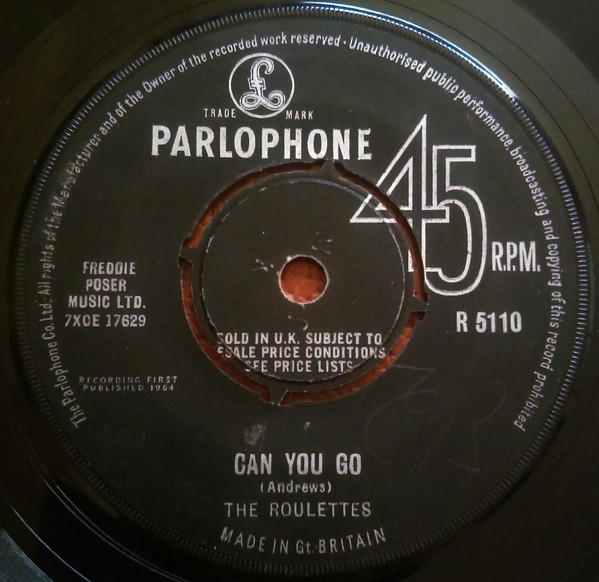 The Parlophone Co.Ltd. All rights of the Manufacturer and of the Owner of the recorded work reserved · Unauthorised public performance, broadcasting and copying of this record prohibited
£
TRADE MARK
PARLOPHONE
45
R.P.M.
FREDDIE
POSER
MUSIC LTD.
7XCE 17629
R 5110
SOLD IN U.K. SUBJECT TO
ESALE PRICE CONDITIONS,
SEE PRICE LISTS
RECORDING FIRST
PUBLISHED 1964
CAN YOU GO
(Andrews)
THE ROULETTES
MADE IN Gt. BRITAIN